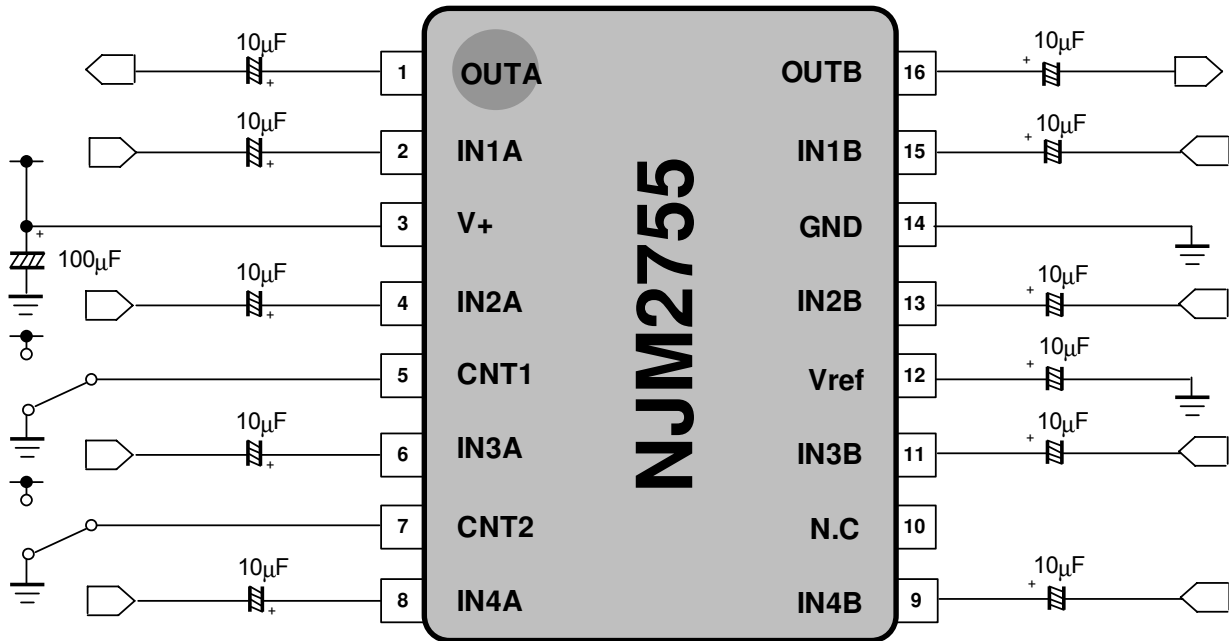 10μF
1
OUTA
OUTB
16
+
10μF
+
10μF
2
IN1A
IN1B
15
+
10μF
+
3
V+
GND
14
+
100μF
10μF
4
IN2A
IN2B
13
+
10μF
+
5
CNT1
Vref
12
+
10μF
10μF
6
IN3A
IN3B
11
+
10μF
+
7
CNT2
N.C
10
10μF
8
IN4A
IN4B
9
+
10μF
+
NJM2755